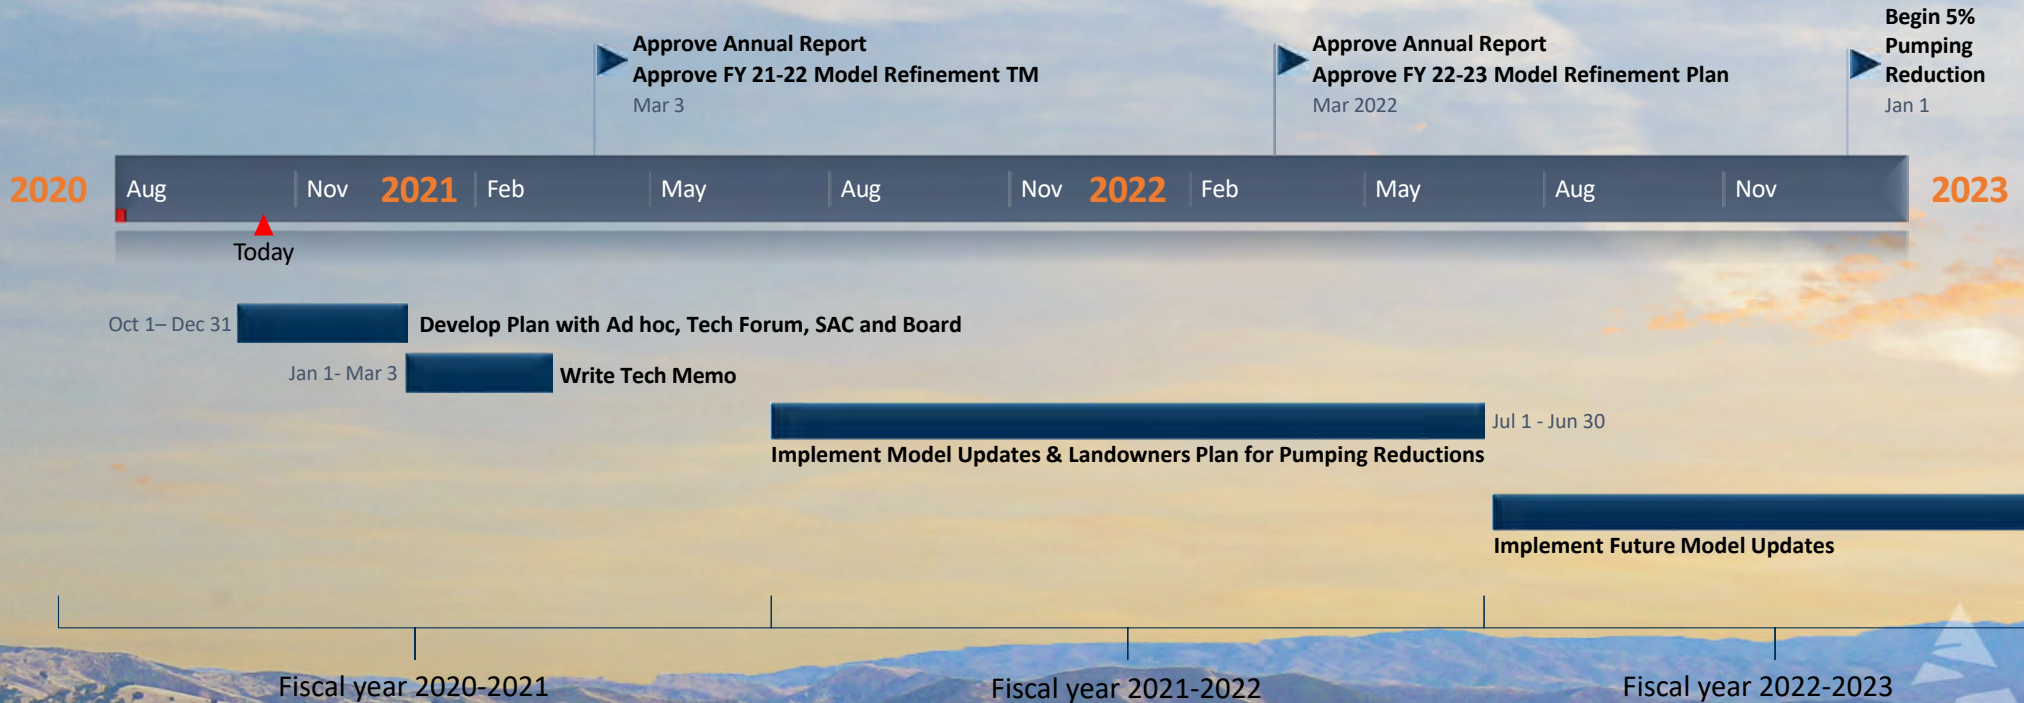 Approve Annual Report
Approve FY 21-22 Model Refinement TM
Mar 3
Approve Annual Report
Approve FY 22-23 Model Refinement Plan
Mar 2022
Begin 5%
Pumping
Reduction
Jan 1
2020 Aug Nov 2021 Feb May Aug Nov 2022 Feb May Aug Nov 2023
Today
Oct 1– Dec 31 Develop Plan with Ad hoc, Tech Forum, SAC and Board
Jan 1- Mar 3 Write Tech Memo
Jul 1 - Jun 30
Implement Model Updates & Landowners Plan for Pumping Reductions
Implement Future Model Updates
Fiscal year 2020-2021 Fiscal year 2021-2022 Fiscal year 2022-2023